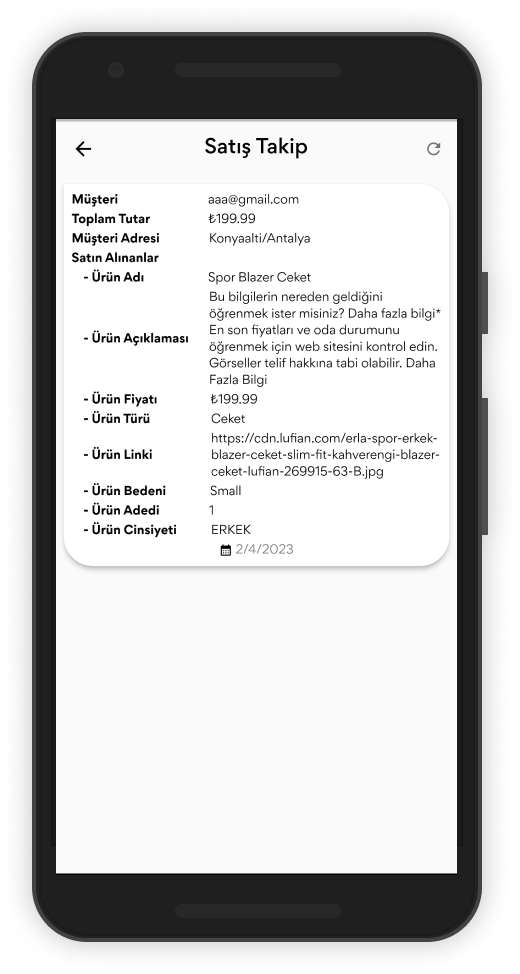 Satış Takip
Müşteri aaa@gmail.com
Toplam Tutar ₺199.99
Müşteri Adresi Konyaalti/Antalya
Satın Alınanlar
- Ürün Adı Spor Blazer Ceket
- Ürün Açıklaması Bu bilgilerin nereden geldiğini
öğrenmek ister misiniz? Daha fazla bilgi*
En son fiyatları ve oda durumunu
öğrenmek için web sitesini kontrol edin.
Görseller telif hakkına tabi olabilir. Daha
Fazla Bilgi
- Ürün Fiyatı ₺199.99
- Ürün Türü Ceket
- Ürün Linki https://cdn.lufian.com/erla-spor-erkek-
blazer-ceket-slim-fit-kahverengi-blazer-
ceket-lufian-269915-63-B.jpg
- Ürün Bedeni Small
- Ürün Adedi 1
- Ürün Cinsiyeti ERKEK
2/4/2023